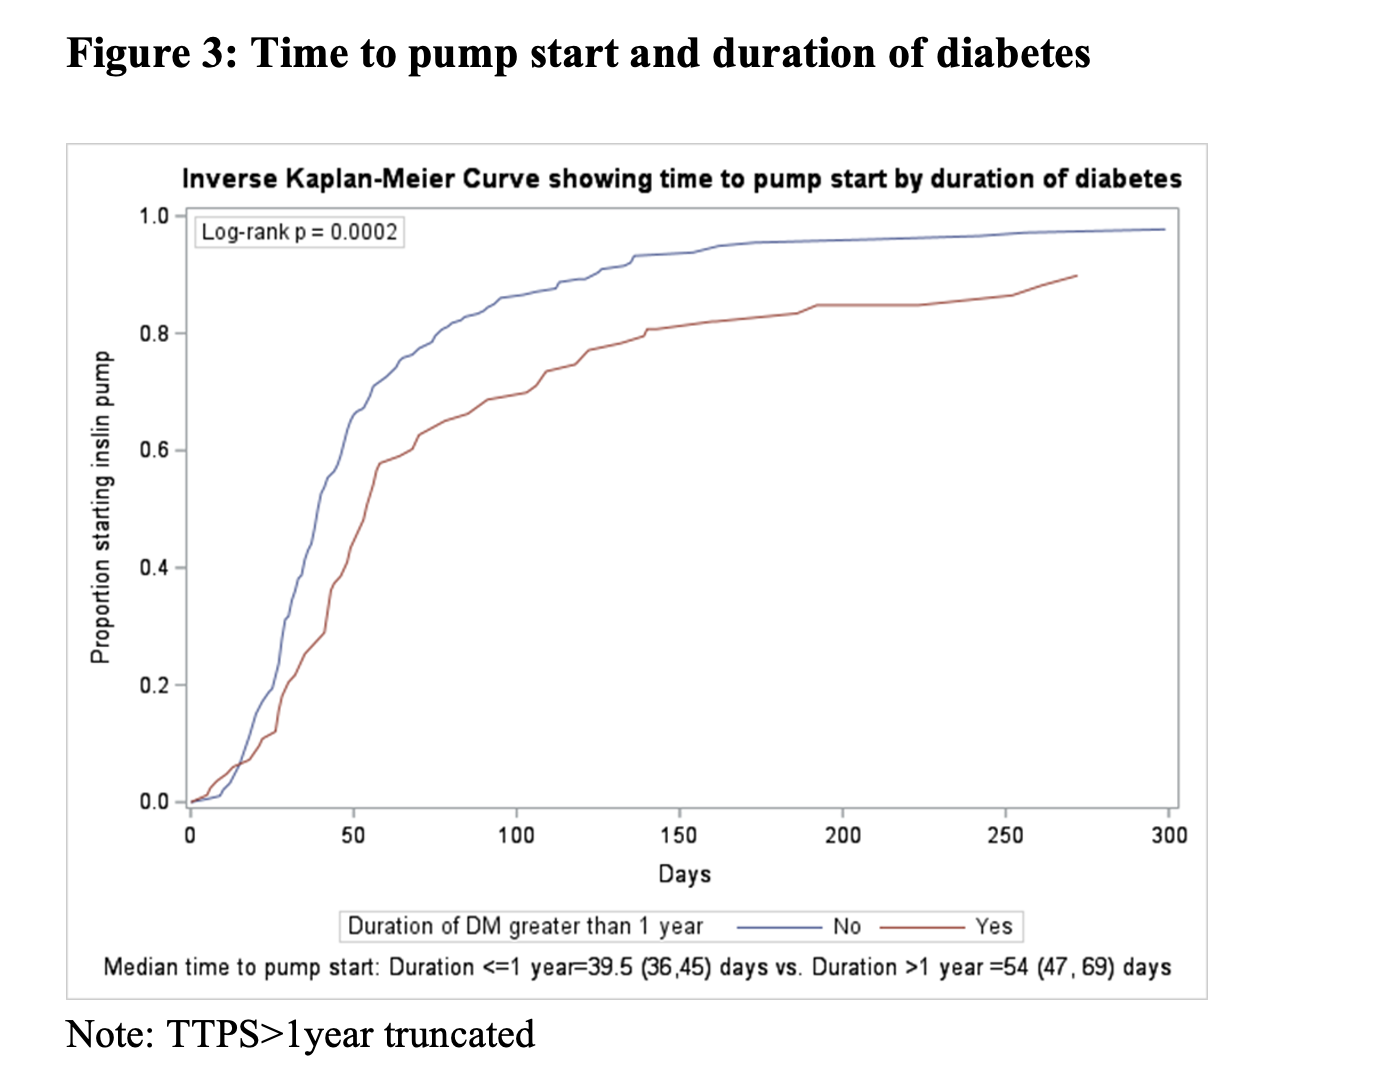 Figure 3: Time to pump start and duration of diabetes
Inverse Kaplan-Meier Curve showing time to pump start by duration of diabetes
Log-rank p = 0.0002
Proportion starting inslin pump
1.0
0.8
0.6
0.4
0.2
0.0
0 50 100 150 200 250 300
Days
Duration of DM greater than 1 year No Yes
Median time to pump start: Duration <=1 year=39.5 (36,45) days vs. Duration >1 year =54 (47, 69) days
Note: TTPS>1year truncated